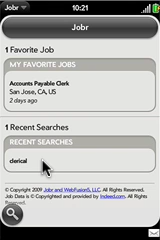 Jobr 10:21
Jobr
1 Favorite Job
MY FAVORITE JOBS
Accounts Payable Clerk
San Jose, CA, US
2 days ago
1 Recent Searches
RECENT SEARCHES
clerical
© Copyright 2009 Jobr and WebFusion5, LLC. All Rights Reserved.
Job Data is © Copyrighted and provided by Indeed.com. All Rights
Reserved.